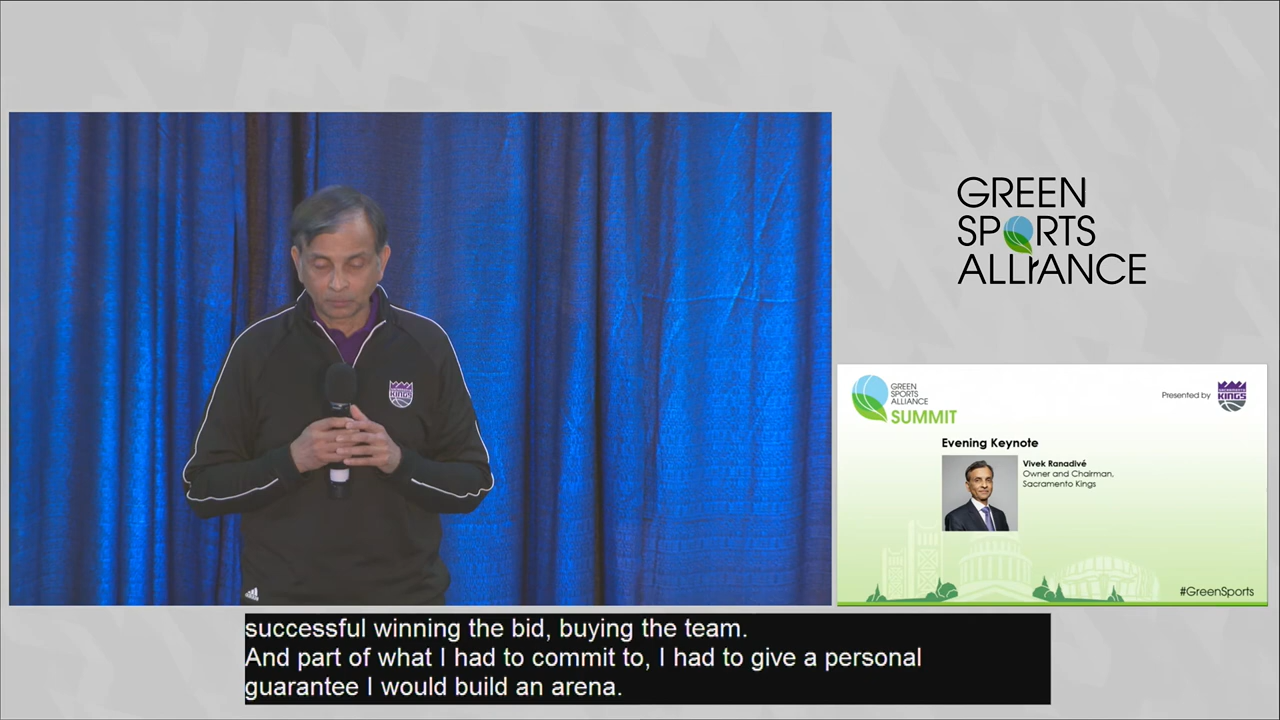 GREEN
SPORTS
ALLIANCE
KINGS
GREEN
SPORTS
ALLIANCE
SUMMIT
Presented by
SACRAMENTO
KINGS
Evening Keynote
Vivek Ranadivé
Owner and Chairman,
Sacramento Kings
#GreenSports
successful winning the bid, buying the team.
And part of what I had to commit to, I had to give a personal
guarantee I would build an arena.